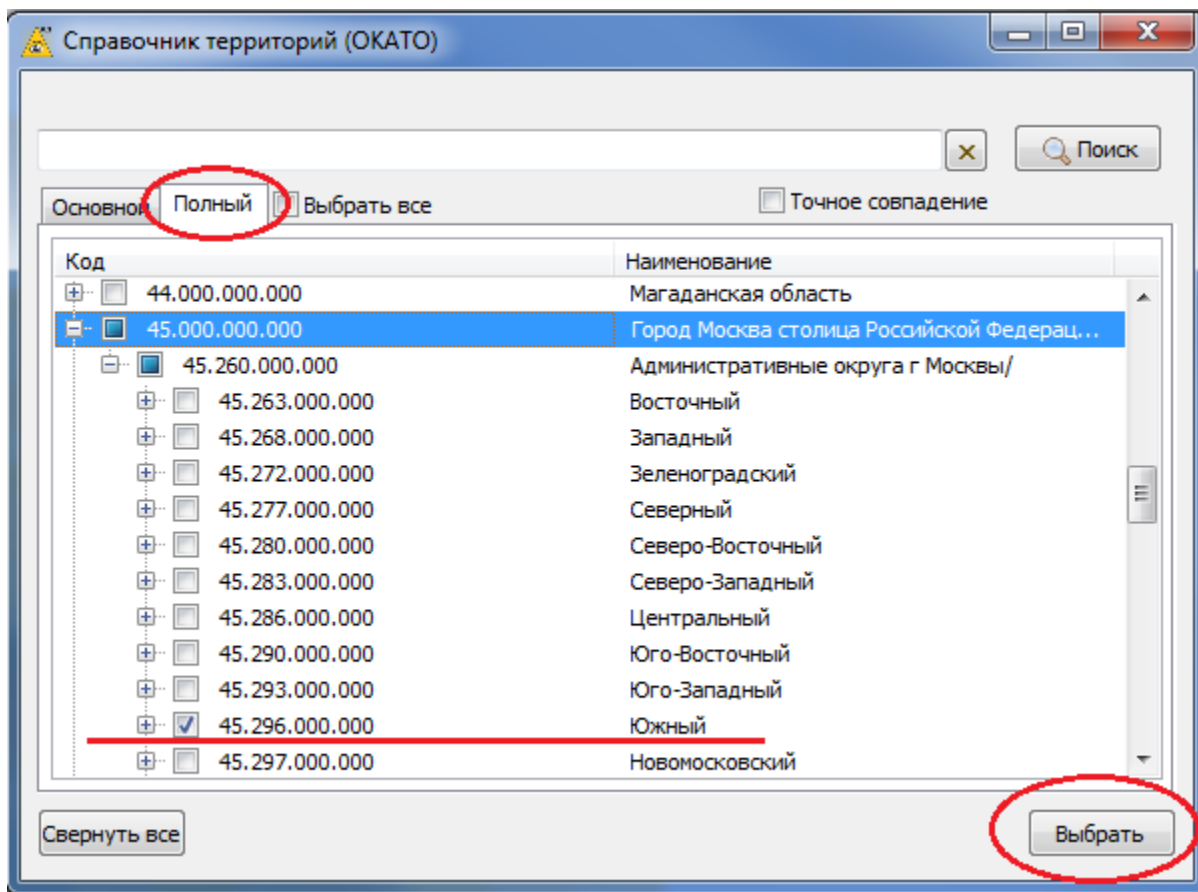 Справочник территорий (ОКАТО)
Поиск
Основной Полный Выбрать все Точное совпадение
Код Наименование
44.000.000.000 Магаданская область
45.000.000.000 Город Москва столица Российской Федерац...
45.260.000.000 Административные округа г Москвы/
45.263.000.000 Восточный
45.268.000.000 Западный
45.272.000.000 Зеленоградский
45.277.000.000 Северный
45.280.000.000 Северо-Восточный
45.283.000.000 Северо-Западный
45.286.000.000 Центральный
45.290.000.000 Юго-Восточный
45.293.000.000 Юго-Западный
45.296.000.000 Южный
45.297.000.000 Новомосковский
Свернуть все Выбрать